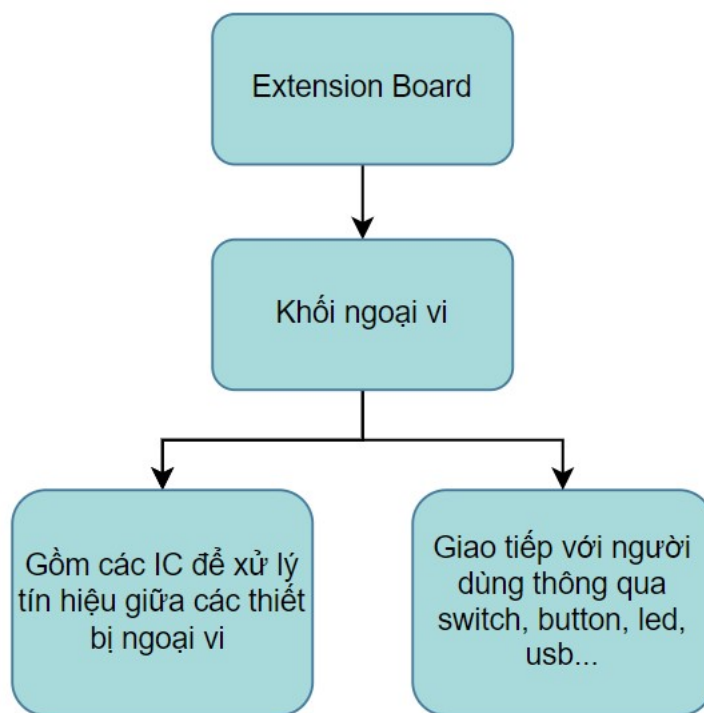 Extension Board
Khối ngoại vi
Gồm các IC để xử lý
tín hiệu giữa các thiết
bị ngoại vi
Giao tiếp với người
dùng thông qua
switch, button, led,
usb...